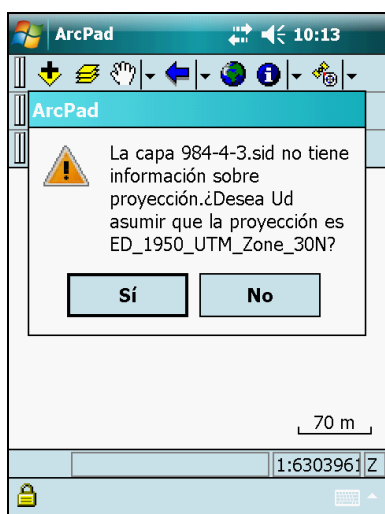 ArcPad 10:13
ArcPad
La capa 984-4-3.sid no tiene
información sobre
proyección.¿Desea Ud
asumir que la proyección es
ED_1950_UTM_Zone_30N?
Sí No
70 m
1:6303961 Z